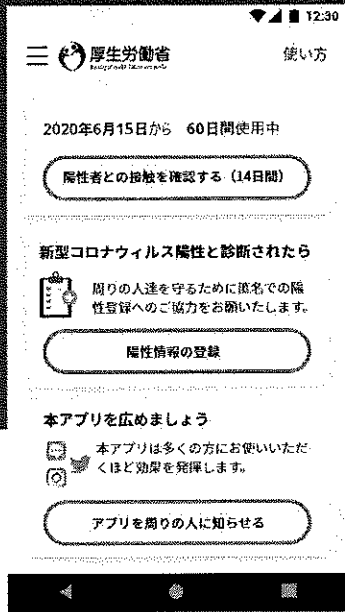 12:30
厚生労働省
使い方
2020年6月15日から 60日間使用中
陽性者との接触を確認する（14日間）
新型コロナウィルス陽性と診断されたら
周りの人達を守るために匿名での陽
性登録へのご協力をお願いいたします。
陽性情報の登録
本アプリを広めましょう
本アプリは多くの方にお使いいただ
くほど効果を発揮します。
アプリを周りの人に知らせる